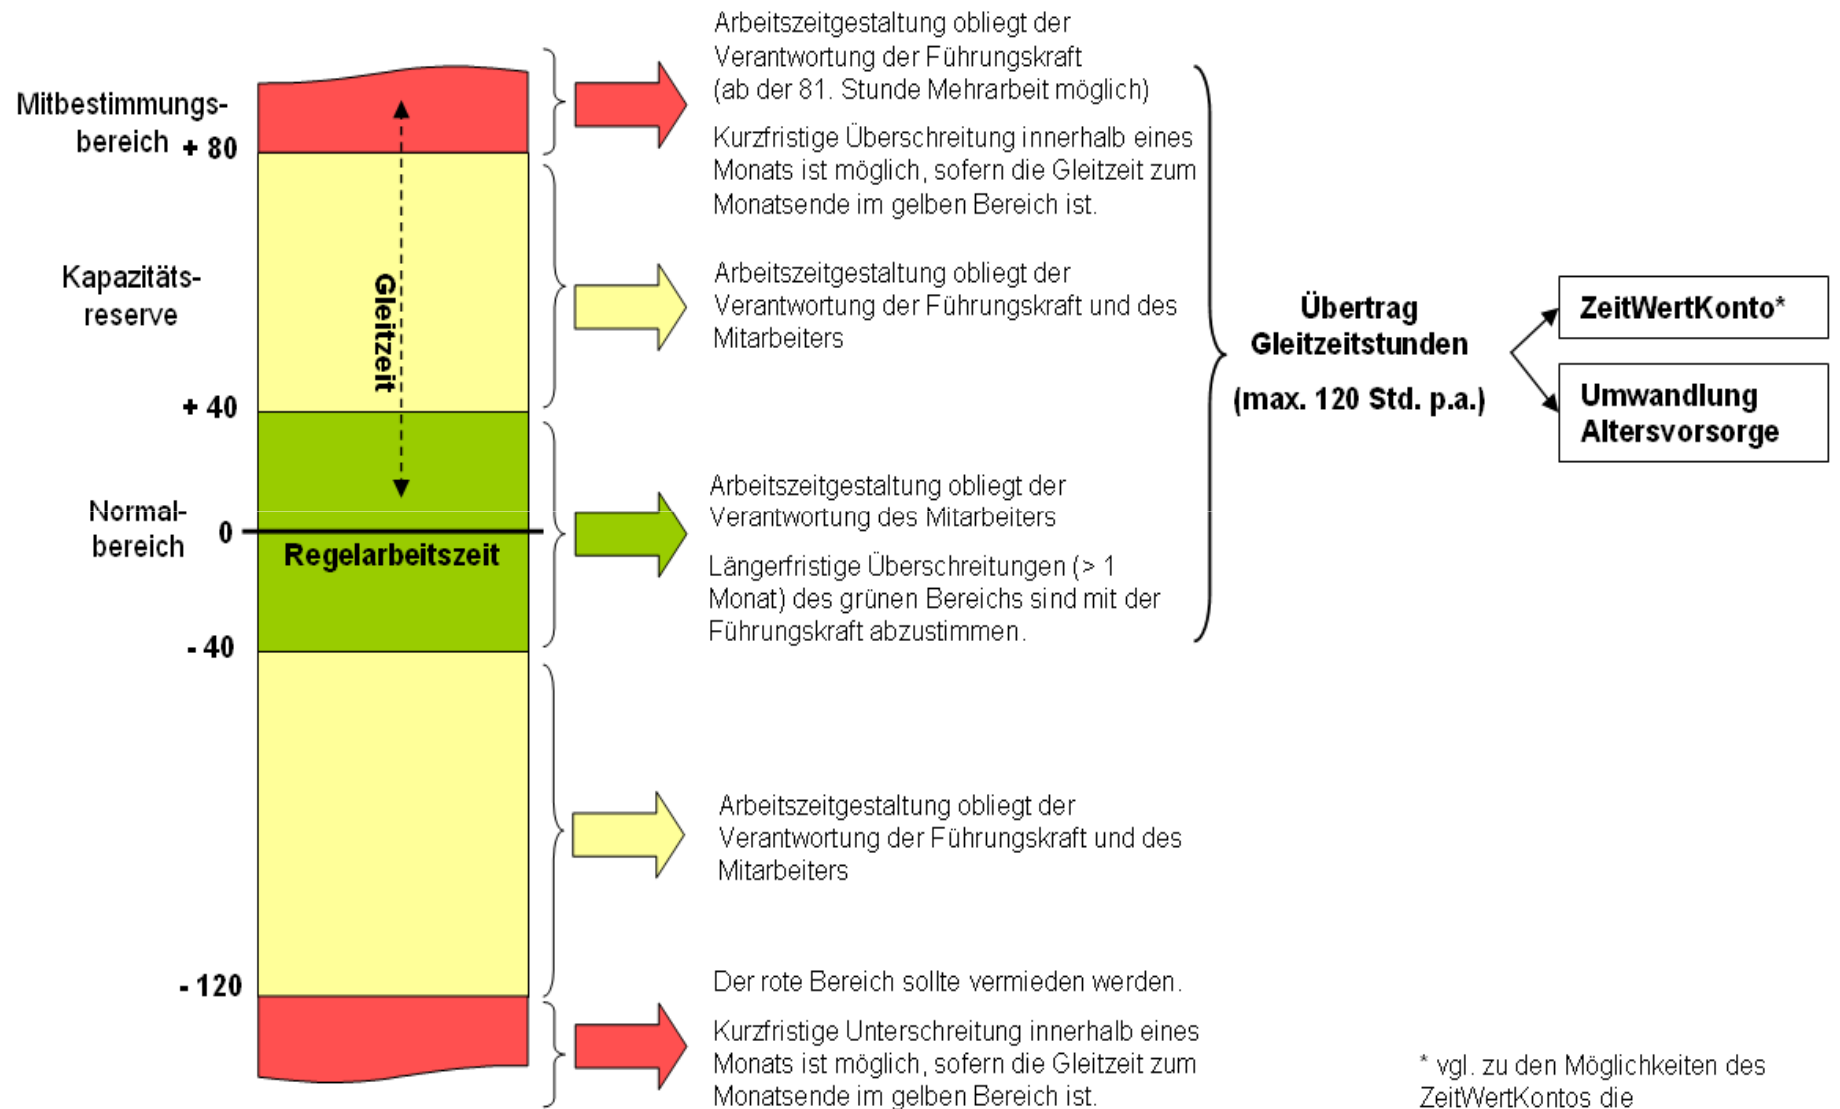 Arbeitszeitgestaltung obliegt der
Verantwortung der Führungskraft
(ab der 81. Stunde Mehrarbeit möglich)
Kurzfristige Überschreitung innerhalb eines
Monats ist möglich, sofern die Gleitzeit zum
Monatsende im gelben Bereich ist.
Mitbestimmungs-
bereich
+ 80
Kapazitäts-
reserve
Gleitzeit
Arbeitszeitgestaltung obliegt der
Verantwortung der Führungskraft und des
Mitarbeiters
Übertrag
Gleitzeitstunden
(max. 120 Std. p.a.)
ZeitWertKonto*
Umwandlung
Altersvorsorge
+ 40
Normal-
bereich
0
Regelarbeitszeit
Arbeitszeitgestaltung obliegt der
Verantwortung des Mitarbeiters
Längerfristige Überschreitungen (> 1
Monat) des grünen Bereichs sind mit der
Führungskraft abzustimmen.
- 40
Arbeitszeitgestaltung obliegt der
Verantwortung der Führungskraft und des
Mitarbeiters
- 120
Der rote Bereich sollte vermieden werden.
Kurzfristige Unterschreitung innerhalb eines
Monats ist möglich, sofern die Gleitzeit zum
Monatsende im gelben Bereich ist.
* vgl. zu den Möglichkeiten des
ZeitWertKontos die